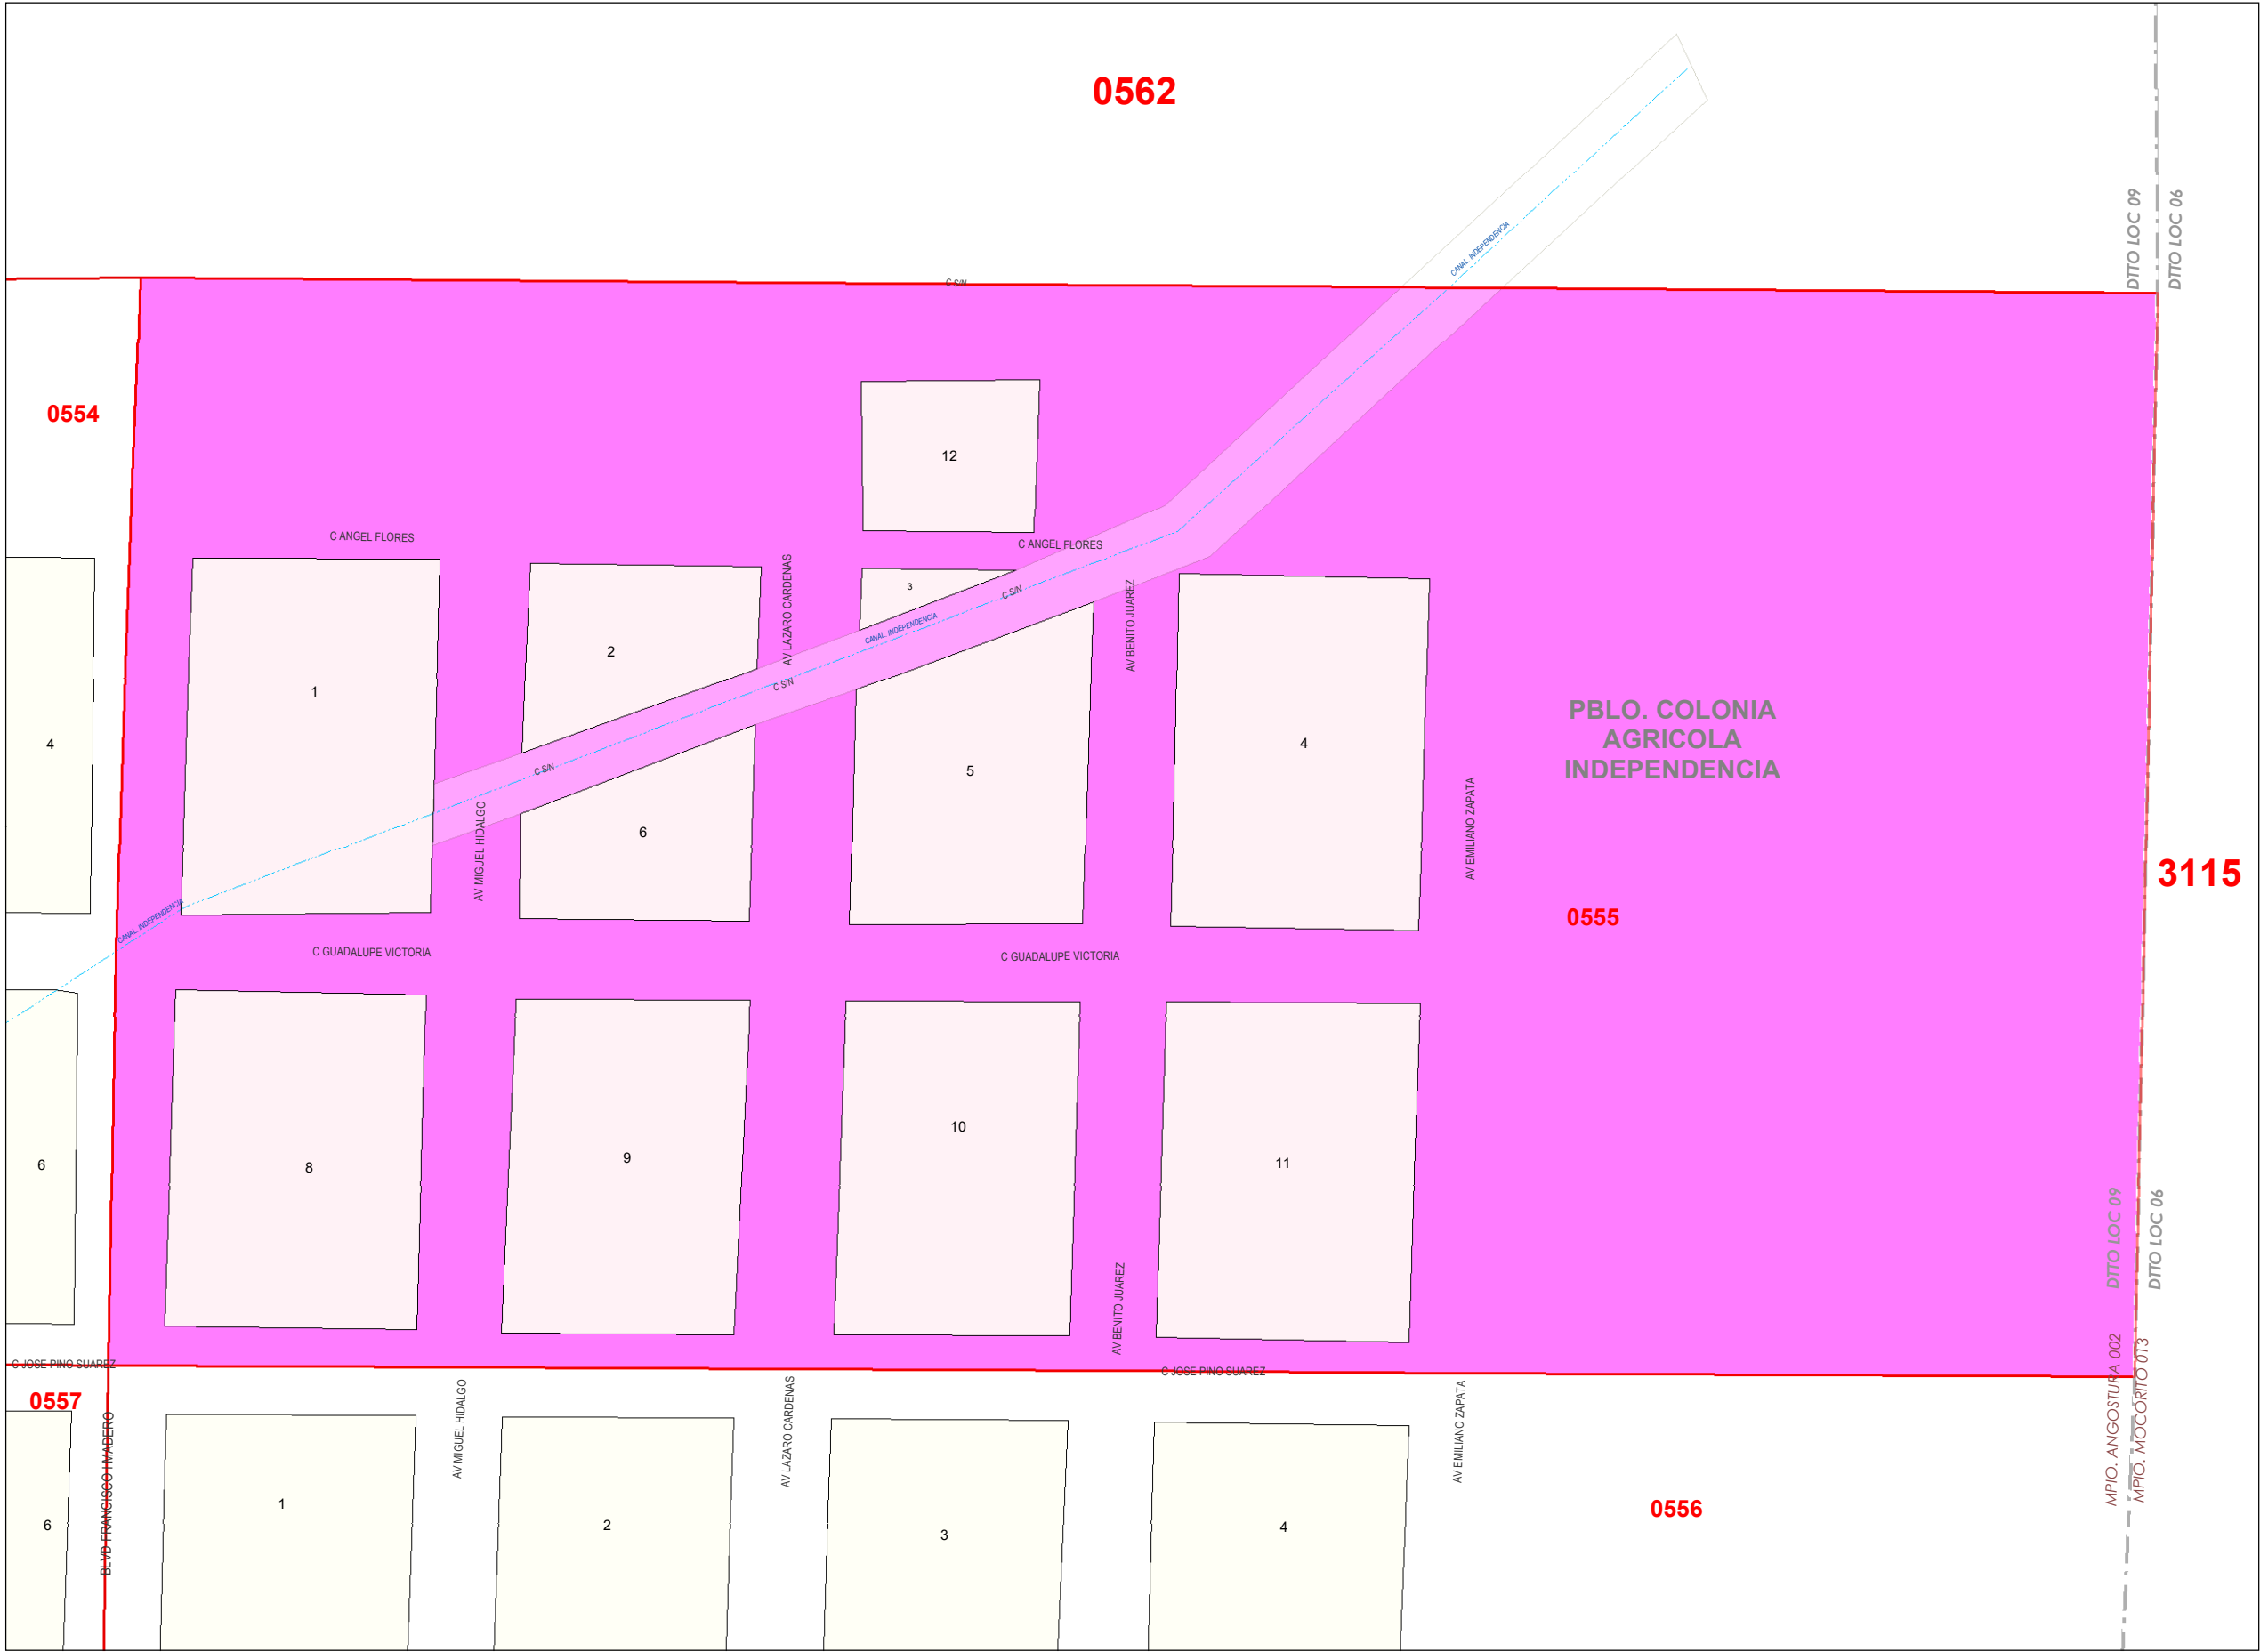 0562
CANAL INDEPENDENCIA
DTTO LOC 09
DTTO LOC 06
C S/N
0554
12
C ANGEL FLORES
C ANGEL FLORES
AV LAZARO CARDENAS
3
C S/N
AV BENITO JUAREZ
CANAL INDEPENDENCIA
2
1
C S/N
4
4
PBLO. COLONIA
AGRICOLA
INDEPENDENCIA
C S/N
5
6
AV MIGUEL HIDALGO
AV EMILIANO ZAPATA
3115
CANAL INDEPENDENCIA
0555
C GUADALUPE VICTORIA
C GUADALUPE VICTORIA
10
9
8
11
6
DTTO LOC 09
DTTO LOC 06
AV BENITO JUAREZ
C JOSE PINO SUAREZ
C JOSE PINO SUAREZ
MPIO. ANGOSTURA 002
MPIO. MOCORITO 013
0557
AV MIGUEL HIDALGO
AV LAZARO CARDENAS
AV EMILIANO ZAPATA
BLVD FRANCISCO I MADERO
1
6
2
3
4
0556